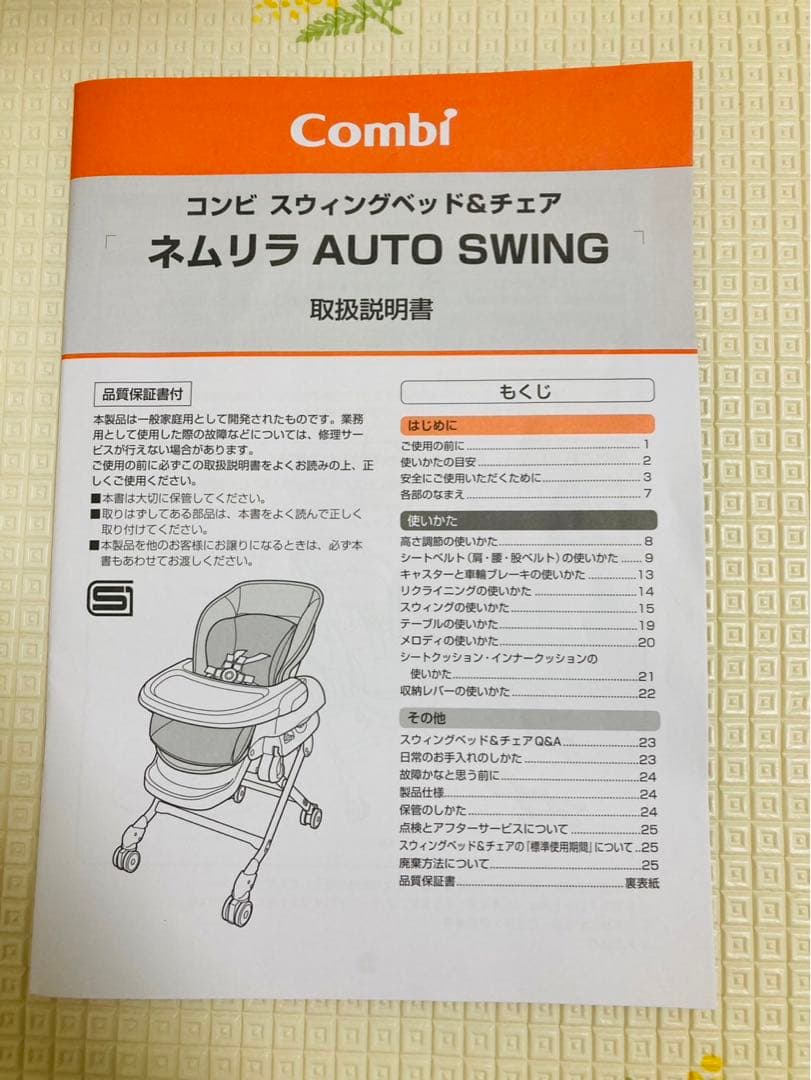 Combi
コンビ スウィングベッド&チェア
「ネムリラ AUTO SWING」
取扱説明書
品質保証書付
本製品は一般家庭用として開発されたものです。業務
用として使用した際の故障などについては、修理サー
ビスが行えない場合があります。
ご使用の前に必ずこの取扱説明書をよくお読みの上、正
しくご使用ください。
■本書は大切に保管してください。
■取りはずしてある部品は、本書をよく読んで正しく
取り付けてください。
■本製品を他のお客様にお譲りになるときは、必ず本
書もあわせてお渡しください。
もくじ
はじめに
ご使用の前に 1
使いかたの目安 2
安全にご使用いただくために 3
各部のなまえ 7
使いかた
高さ調節の使いかた 8
シートベルト(肩・腰・股ベルト)の使いかた 9
キャスターと車輪ブレーキの使いかた 13
リクライニングの使いかた 14
スウィングの使いかた 15
テーブルの使いかた 19
メロディの使いかた 20
シートクッション・インナークッションの
使いかた 21
収納レバーの使いかた 22
その他
スウィングベッド&チェアQ&A 23
日常のお手入れのしかた 23
故障かなと思う前に 24
製品仕様 24
保管のしかた 24
点検とアフターサービスについて 25
スウィングベッド&チェアの「標準使用期間」について 25
廃棄方法について 25
品質保証書 裏表紙